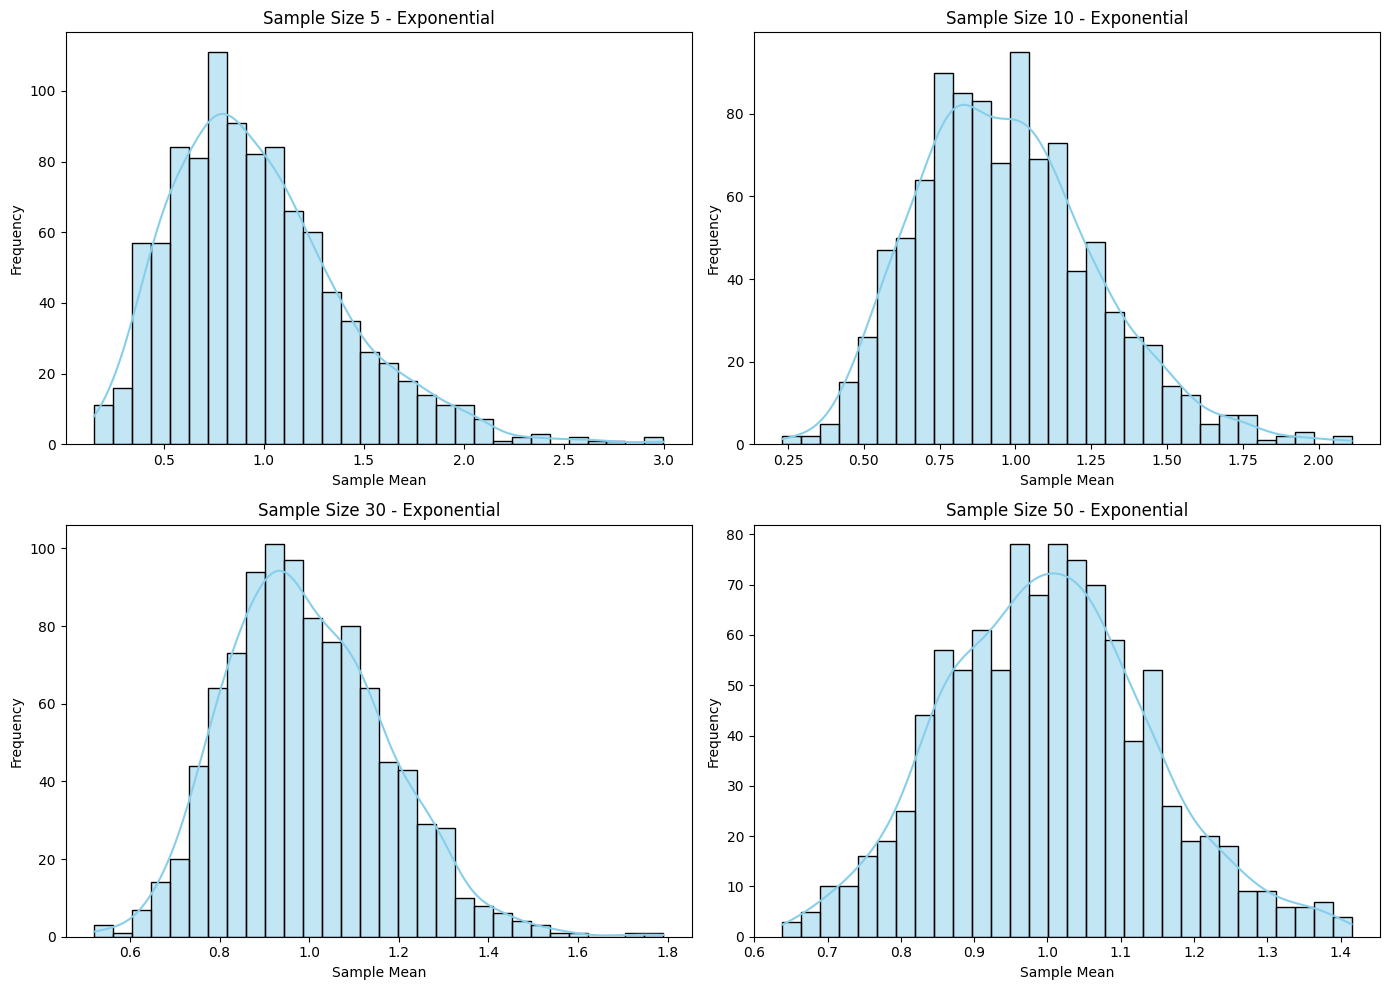 Sample Size 5 - Exponential
Frequency
100
80
60
40
20
0
0.5 1.0 1.5 2.0 2.5 3.0
Sample Mean
Sample Size 10 - Exponential
Frequency
80
60
40
20
0
0.25 0.50 0.75 1.00 1.25 1.50 1.75 2.00
Sample Mean
Sample Size 30 - Exponential
Frequency
100
80
60
40
20
0
0.6 0.8 1.0 1.2 1.4 1.6 1.8
Sample Mean
Sample Size 50 - Exponential
Frequency
80
70
60
50
40
30
20
10
0
0.6 0.7 0.8 0.9 1.0 1.1 1.2 1.3 1.4
Sample Mean